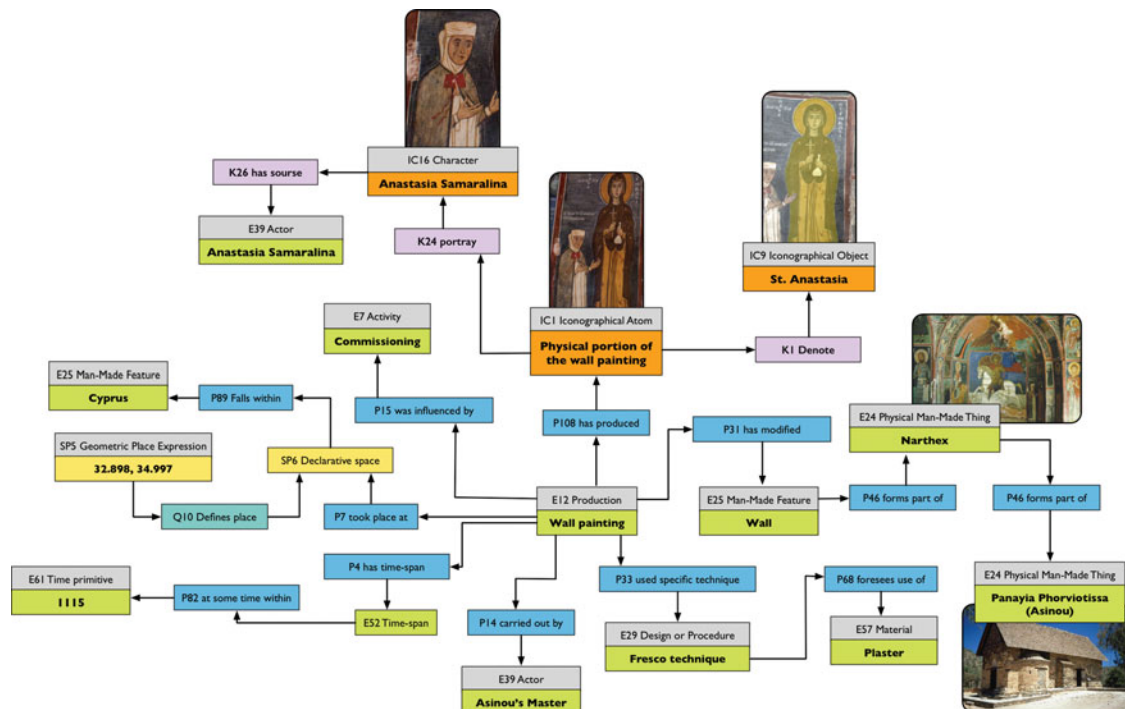 IC16 Character
Anastasia Samaralina
K26 has sourse
E39 Actor
Anastasia Samaralina
K24 portray
IC9 Iconographical Object
St. Anastasia
K1 Denote
IC1 Iconographical Atom
Physical portion
of the wall painting
E7 Activity
Commissioning
P15 was influenced by
P108 has produced
E25 Man-Made Feature
Cyprus
P89 Falls within
SP5 Geometric Place Expression
32.898, 34.997
SP6 Declarative space
Q10 Defines place
P7 took place at
E12 Production
Wall painting
P31 has modified
E25 Man-Made Feature
Wall
P46 forms part of
E24 Physical Man-Made Thing
Narthex
P46 forms part of
E24 Physical Man-Made Thing
Panayia Phorviotissa
(Asinou)
P4 has time-span
E52 Time-span
P82 at some time within
E61 Time primitive
1115
P14 carried out by
E39 Actor
Asinou's Master
P33 used specific technique
E29 Design or Procedure
Fresco technique
P68 foresees use of
E57 Material
Plaster